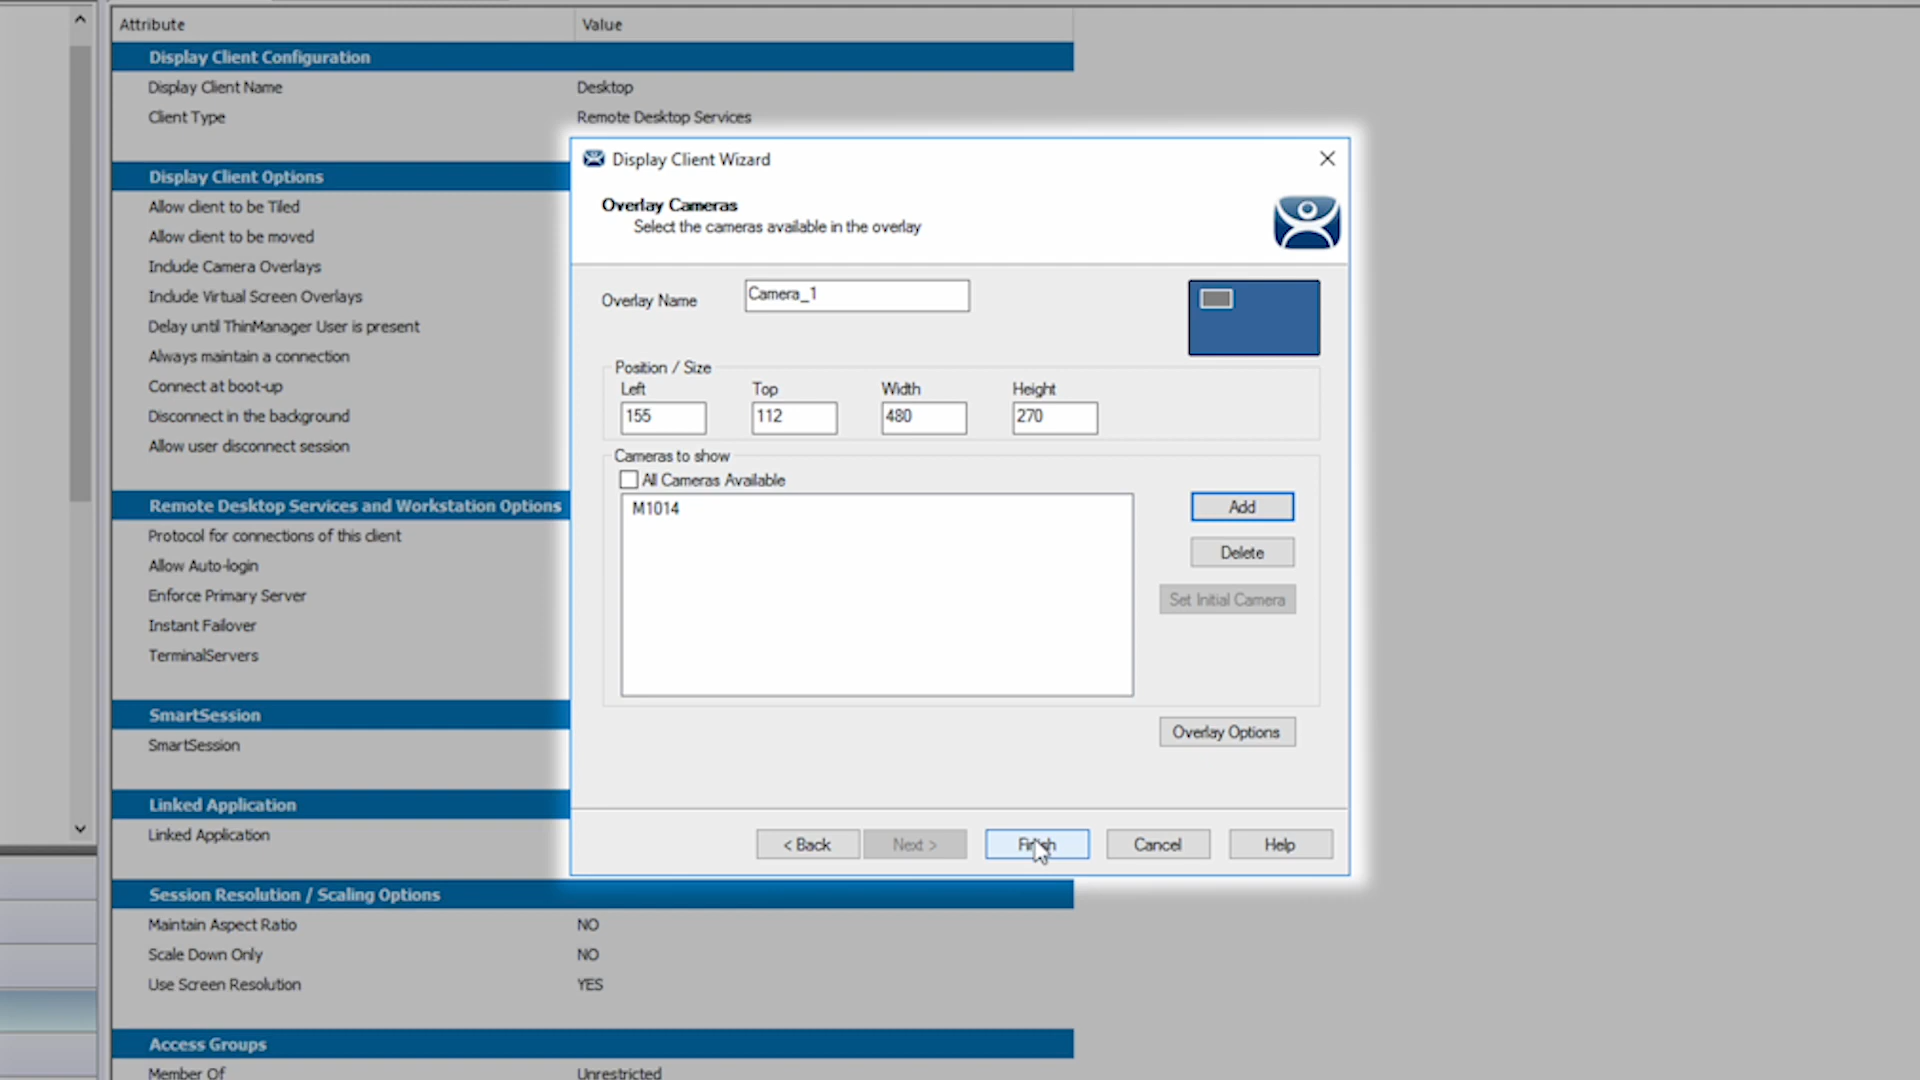 Attribute Value
Display Client Configuration
Display Client Name Desktop
Client Type Remote Desktop Services
Display Client Options
Allow client to be Tiled
Allow client to be moved
Include Camera Overlays
Include Virtual Screen Overlays
Delay until ThinManager User is present
Always maintain a connection
Connect at boot-up
Disconnect in the background
Allow user disconnect session
Remote Desktop Services and Workstation Options
Protocol for connections of this client
Allow Auto-login
Enforce Primary Server
Instant Failover
TerminalServers
SmartSession
SmartSession
Linked Application
Linked Application
Session Resolution / Scaling Options
Maintain Aspect Ratio NO
Scale Down Only NO
Use Screen Resolution YES
Access Groups
Member Of Unrestricted
Display Client Wizard
Overlay Cameras
Select the cameras available in the overlay
Overlay Name Camera_1
Position / Size
Left Top Width Height
155 112 480 270
Cameras to show
All Cameras Available
M1014
Add
Delete
Set Initial Camera
Overlay Options
< Back Next > Finish Cancel Help